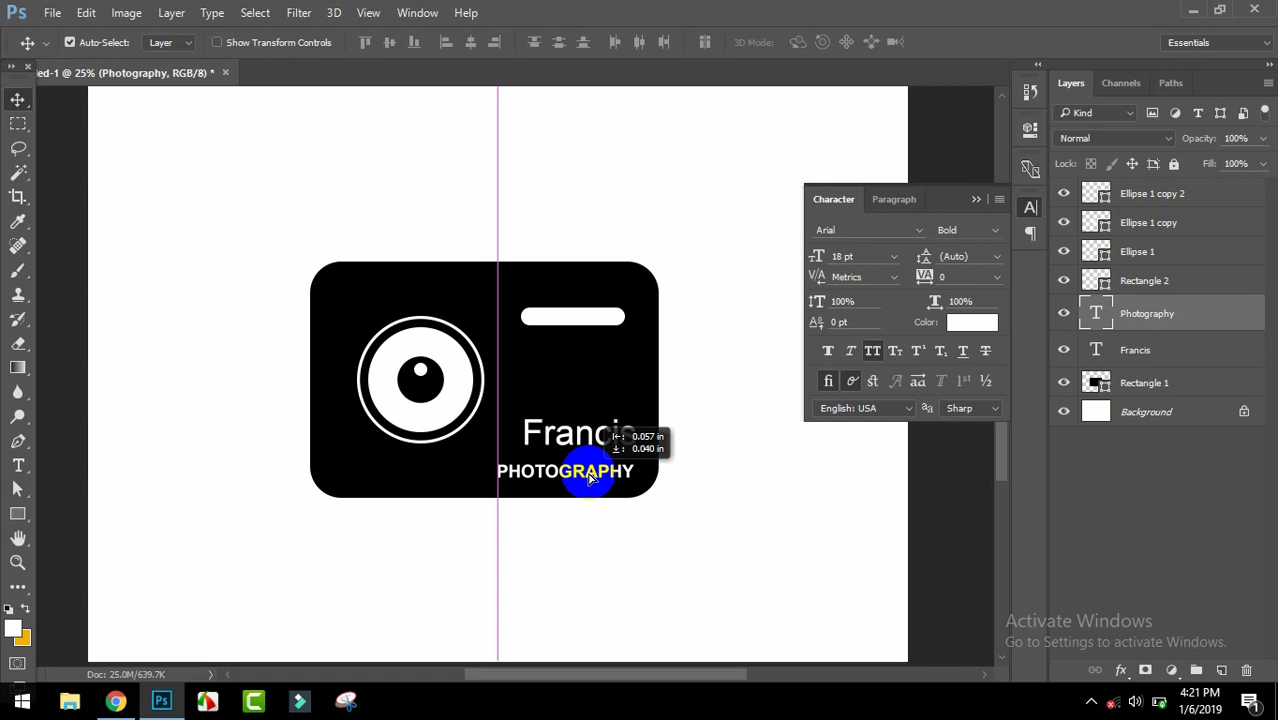 Ps File Edit Image Layer Type Select Filter 3D View Window Help
Auto-Select: Layer Show Transform Controls 3D Mode: Essentials
ed-1 @ 25% (Photography, RGB/8) * ×
Layers Channels Paths
Kind
Normal Opacity: 100%
Lock: Fill: 100%
Ellipse 1 copy 2
Ellipse 1 copy
Ellipse 1
Rectangle 2
Photography
Francis
Rectangle 1
Background
Character Paragraph
Arial Bold
18 pt (Auto)
Metrics 0
100% 100%
0 pt Color:
English: USA aa Sharp
Francis
0.057 in
0.040 in
PHOTOGRAPHY
Activate Windows
Go to Settings to activate Windows.
Doc: 25.0M/639.7K
4:21 PM
1/6/2019